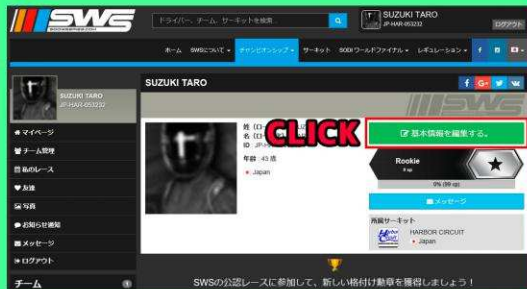 SWS
SODIWSERIES.COM
ドライバー、チーム、サーキットを検索...
SUZUKI TARO
JP-HAR-053232
ログアウト
ホーム SWSについて チャンピオンシップ サーキット SODIワールドファイナル レギュレーション
SUZUKI TARO
JP-HAR-053232
マイページ
チーム管理
私のレース
友達
写真
お知らせ通知
メッセージ
ログアウト
チーム
SUZUKI TARO
SWS
CLICK
基本情報を編集する。
年齢: 43 歳
Japan
Rookie
0% (99 xp)
メッセージ
所属サーキット
HARBOR CIRCUIT
Japan
SWSの公認レースに参加して、新しい格付け勲章を獲得しましょう！